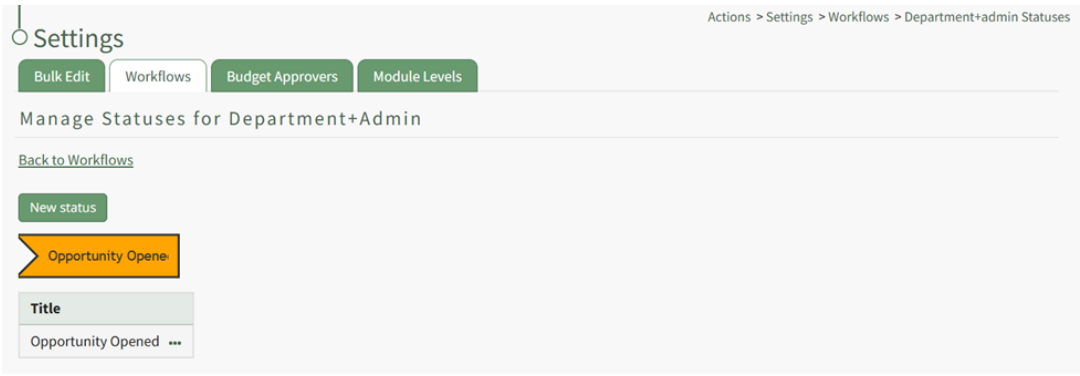 Actions > Settings > Workflows > Department+admin Statuses
Settings
Bulk Edit Workflows Budget Approvers Module Levels
Manage Statuses for Department+Admin
Back to Workflows
New status
Opportunity Opene
Title
Opportunity Opened ...